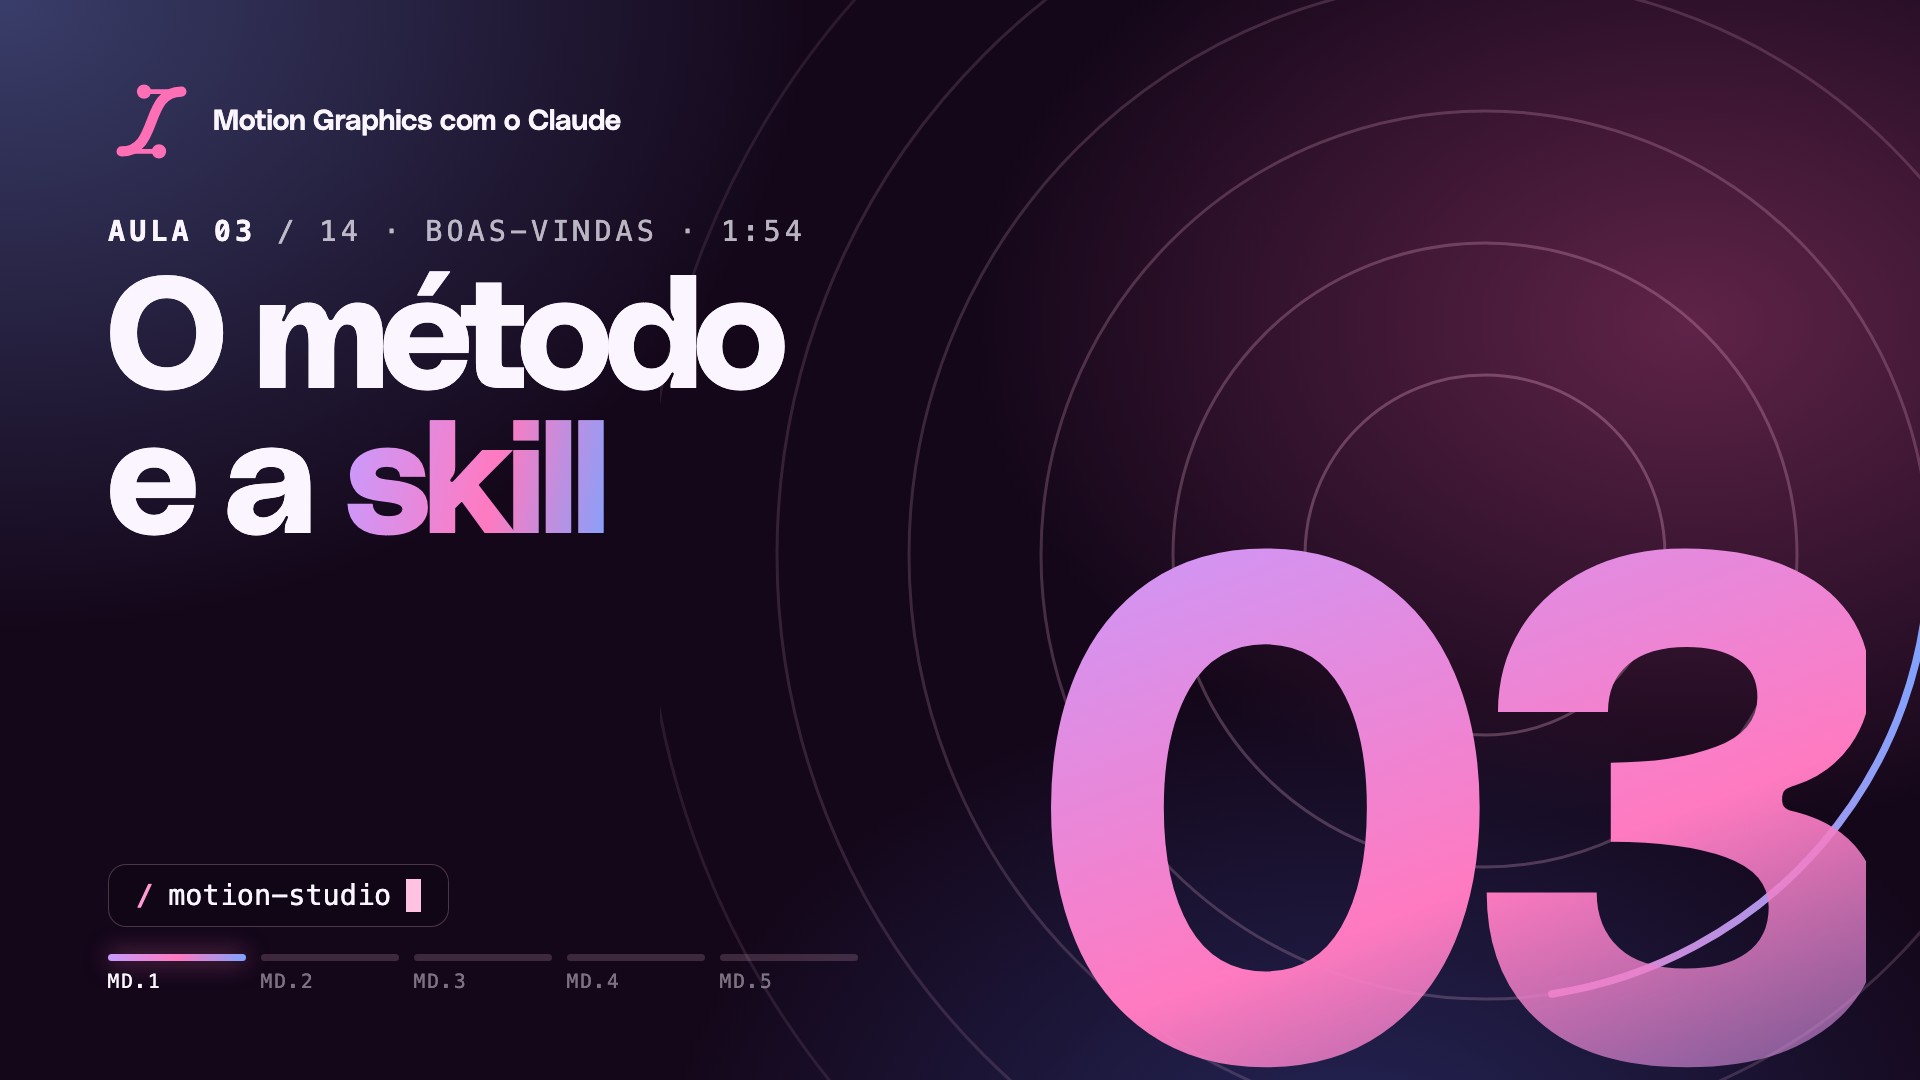 Motion Graphics com o Claude
AULA 03 / 14 · BOAS-VINDAS · 1:54
O método
e a skill
03
/ motion-studio
MD.1 MD.2 MD.3 MD.4 MD.5